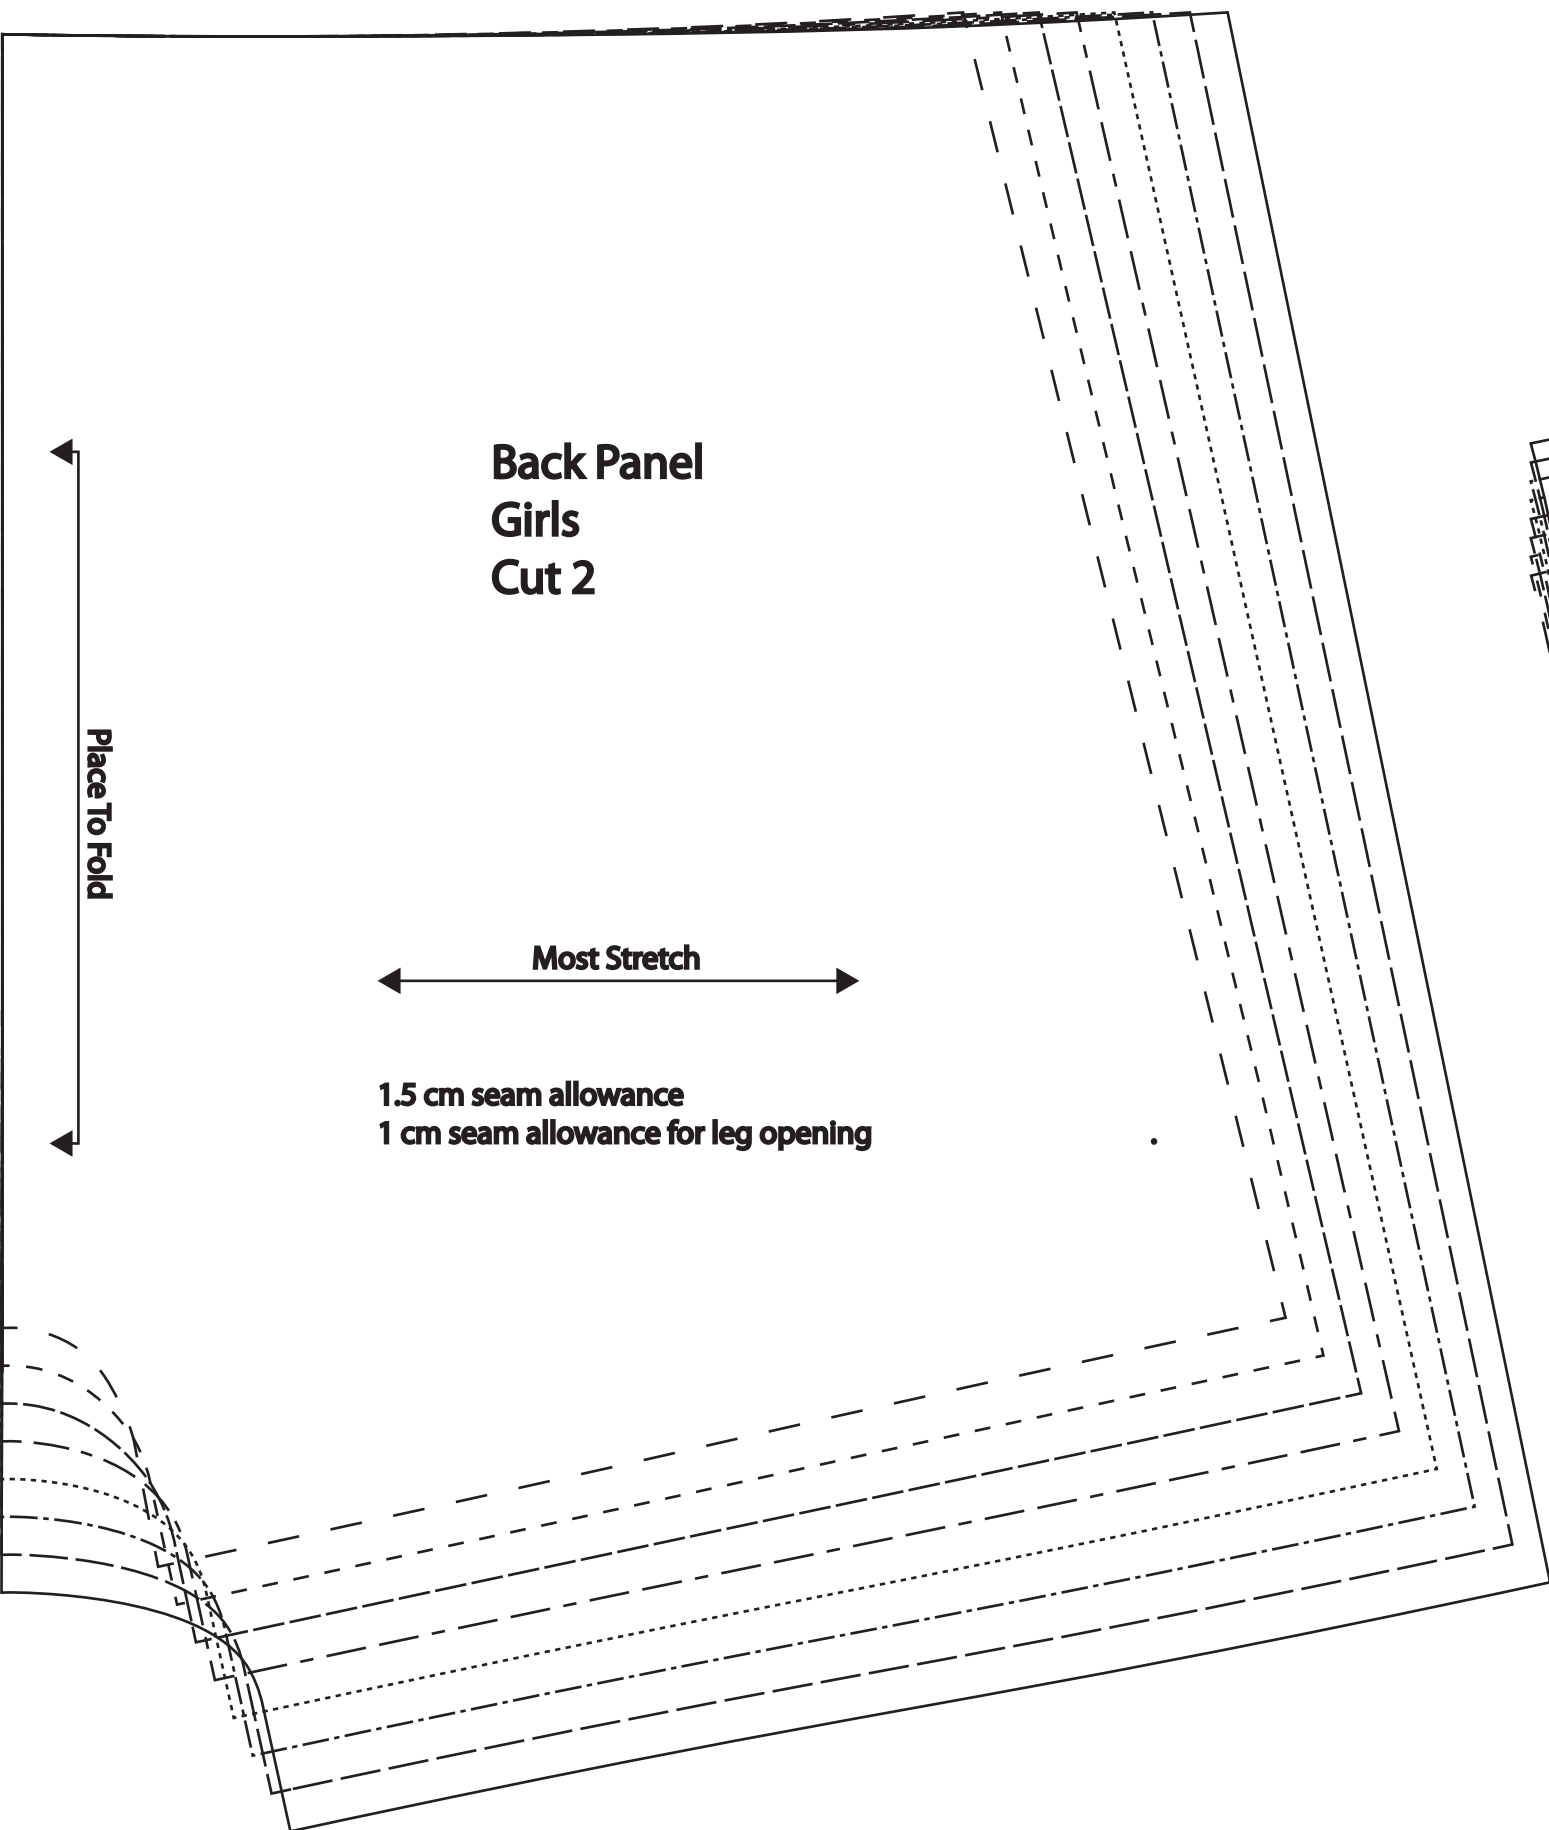 Back Panel
Girls
Cut 2
Place To Fold
Most Stretch
1.5 cm seam allowance
1 cm seam allowance for leg opening